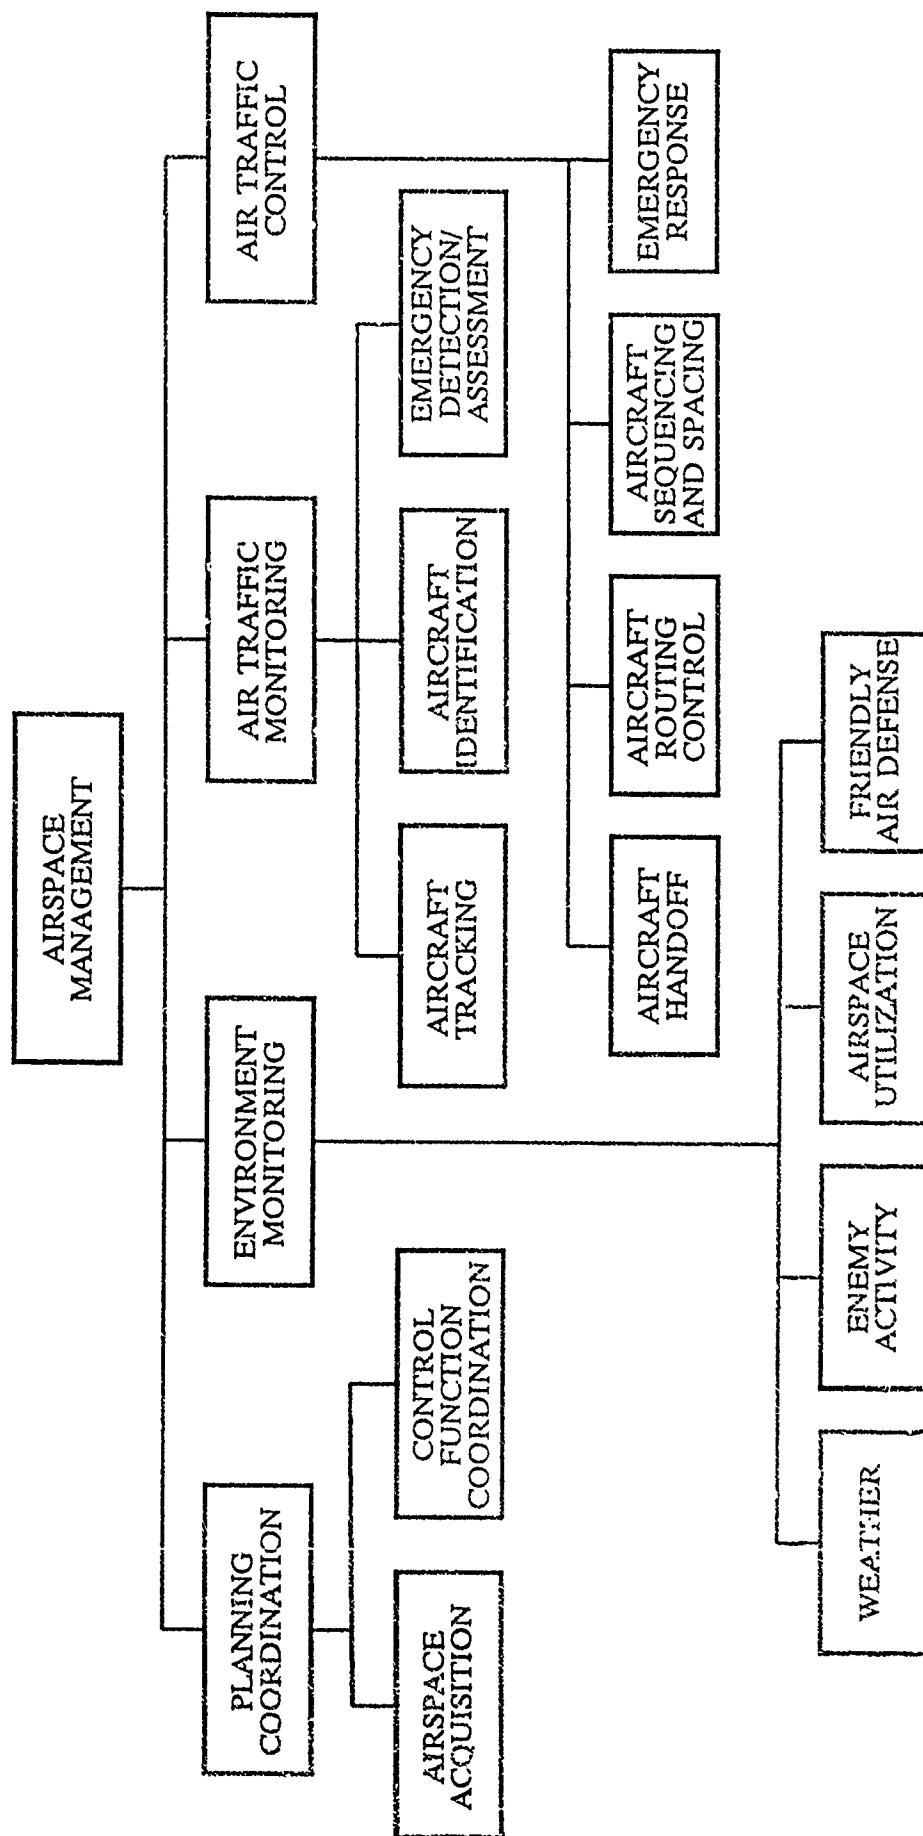 AIRSPACE
MANAGEMENT
PLANNING
COORDINATION
ENVIRONMENT
MONITORING
AIR TRAFFIC
MONITORING
AIR TRAFFIC
CONTROL
AIRSPACE
ACQUISITION
CONTROL
FUNCTION
COORDINATION
AIRCRAFT
TRACKING
AIRCRAFT
IDENTIFICATION
EMERGENCY
DETECTION/
ASSESSMENT
AIRCRAFT
HANDOFF
AIRCRAFT
ROUTING
CONTROL
AIRCRAFT
SEQUENCING
AND SPACING
EMERGENCY
RESPONSE
WEATHER
ENEMY
ACTIVITY
AIRSPACE
UTILIZATION
FRIENDLY
AIR DEFENSE